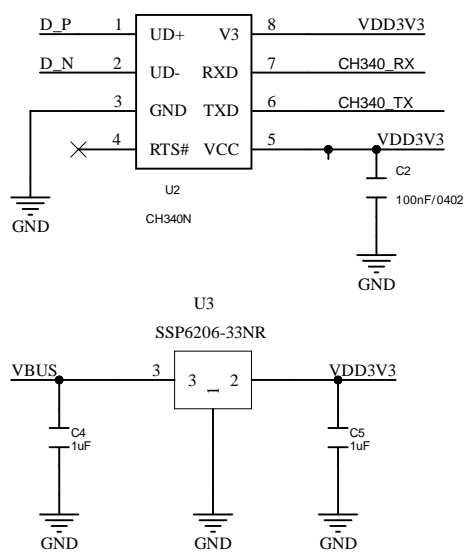 D_P 1 UD+ V3 8 VDD3V3
D_N 2 UD- RXD 7 CH340_RX
3 GND TXD 6 CH340_TX
4 RTS# VCC 5 VDD3V3
U2
CH340N
C2
100nF/0402
GND
GND
U3
SSP6206-33NR
VBUS 3 3 1 2 VDD3V3
C4
1uF
C5
1uF
GND
GND
GND